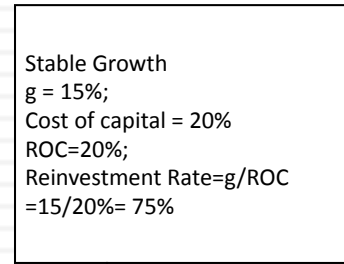 Stable Growth
g = 15%;
Cost of capital = 20%
ROC=20%;
Reinvestment Rate=g/ROC
=15/20%= 75%